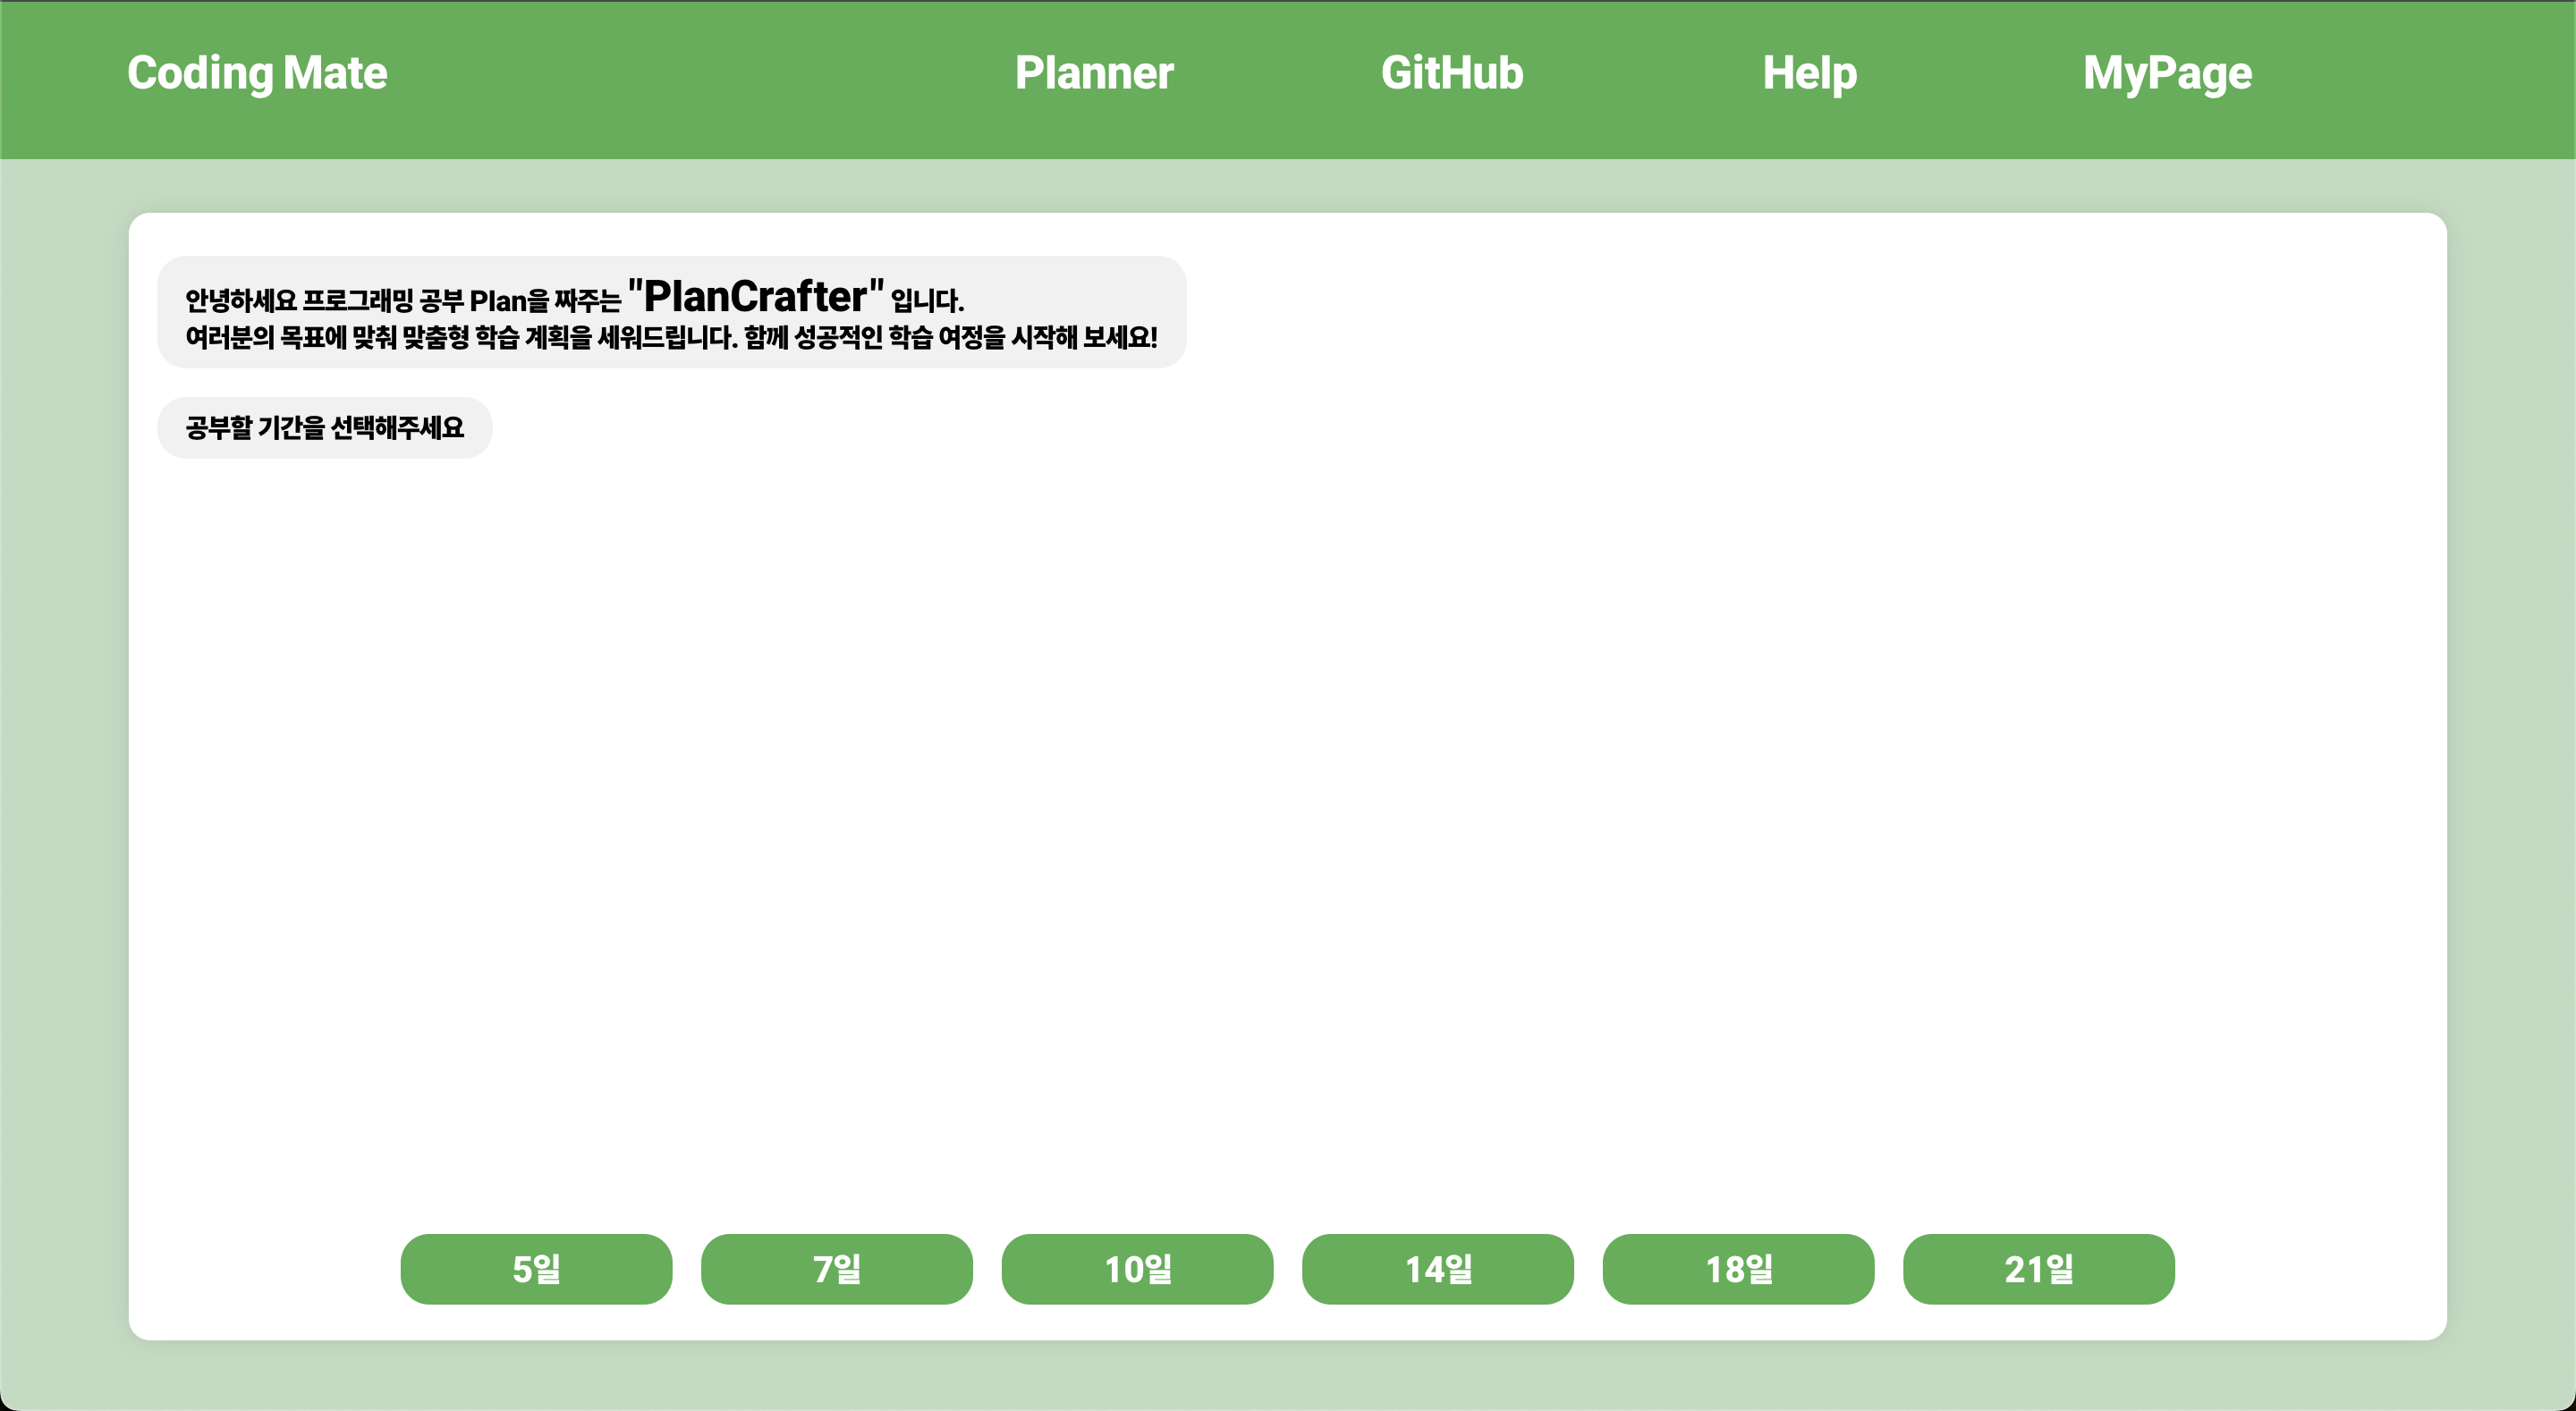 Coding Mate Planner GitHub Help MyPage
안녕하세요 프로그래밍 공부 Plan을 짜주는 "PlanCrafter" 입니다.
여러분의 목표에 맞춰 맞춤형 학습 계획을 세워드립니다. 함께 성공적인 학습 여정을 시작해 보세요!
공부할 기간을 선택해주세요
5일 7일 10일 14일 18일 21일